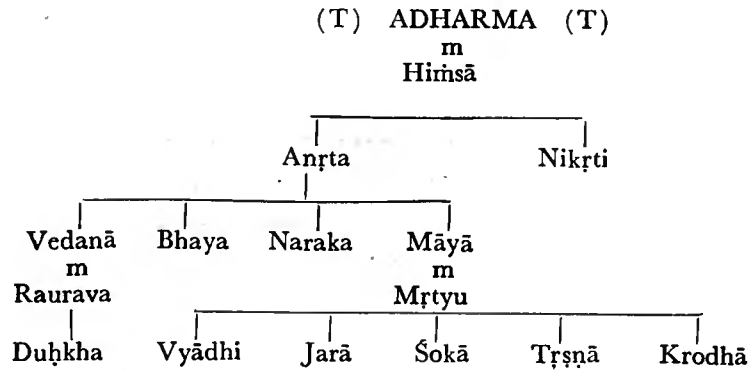 (T) ADHARMA (T)
m
Hiṁsā
Anṛta Nikṛti
Vedanā Bhaya Naraka Māyā
m m
Raurava Mṛtyu
Duḥkha Vyādhi Jarā Śokā Tṛṣṇā Krodhā